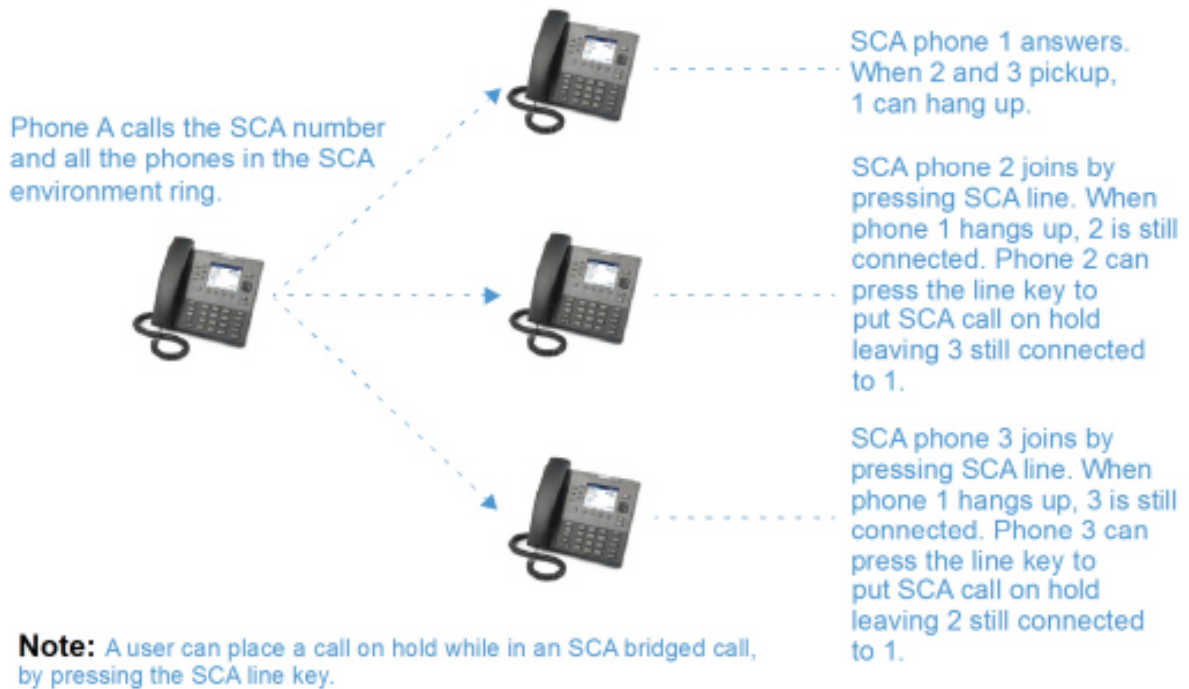 Phone A calls the SCA number
and all the phones in the SCA
environment ring.
SCA phone 1 answers.
When 2 and 3 pickup,
1 can hang up.
SCA phone 2 joins by
pressing SCA line. When
phone 1 hangs up, 2 is still
connected. Phone 2 can
press the line key to
put SCA call on hold
leaving 3 still connected
to 1.
SCA phone 3 joins by
pressing SCA line. When
phone 1 hangs up, 3 is still
connected. Phone 3 can
press the line key to
put SCA call on hold
leaving 2 still connected
to 1.
Note: A user can place a call on hold while in an SCA bridged call,
by pressing the SCA line key.